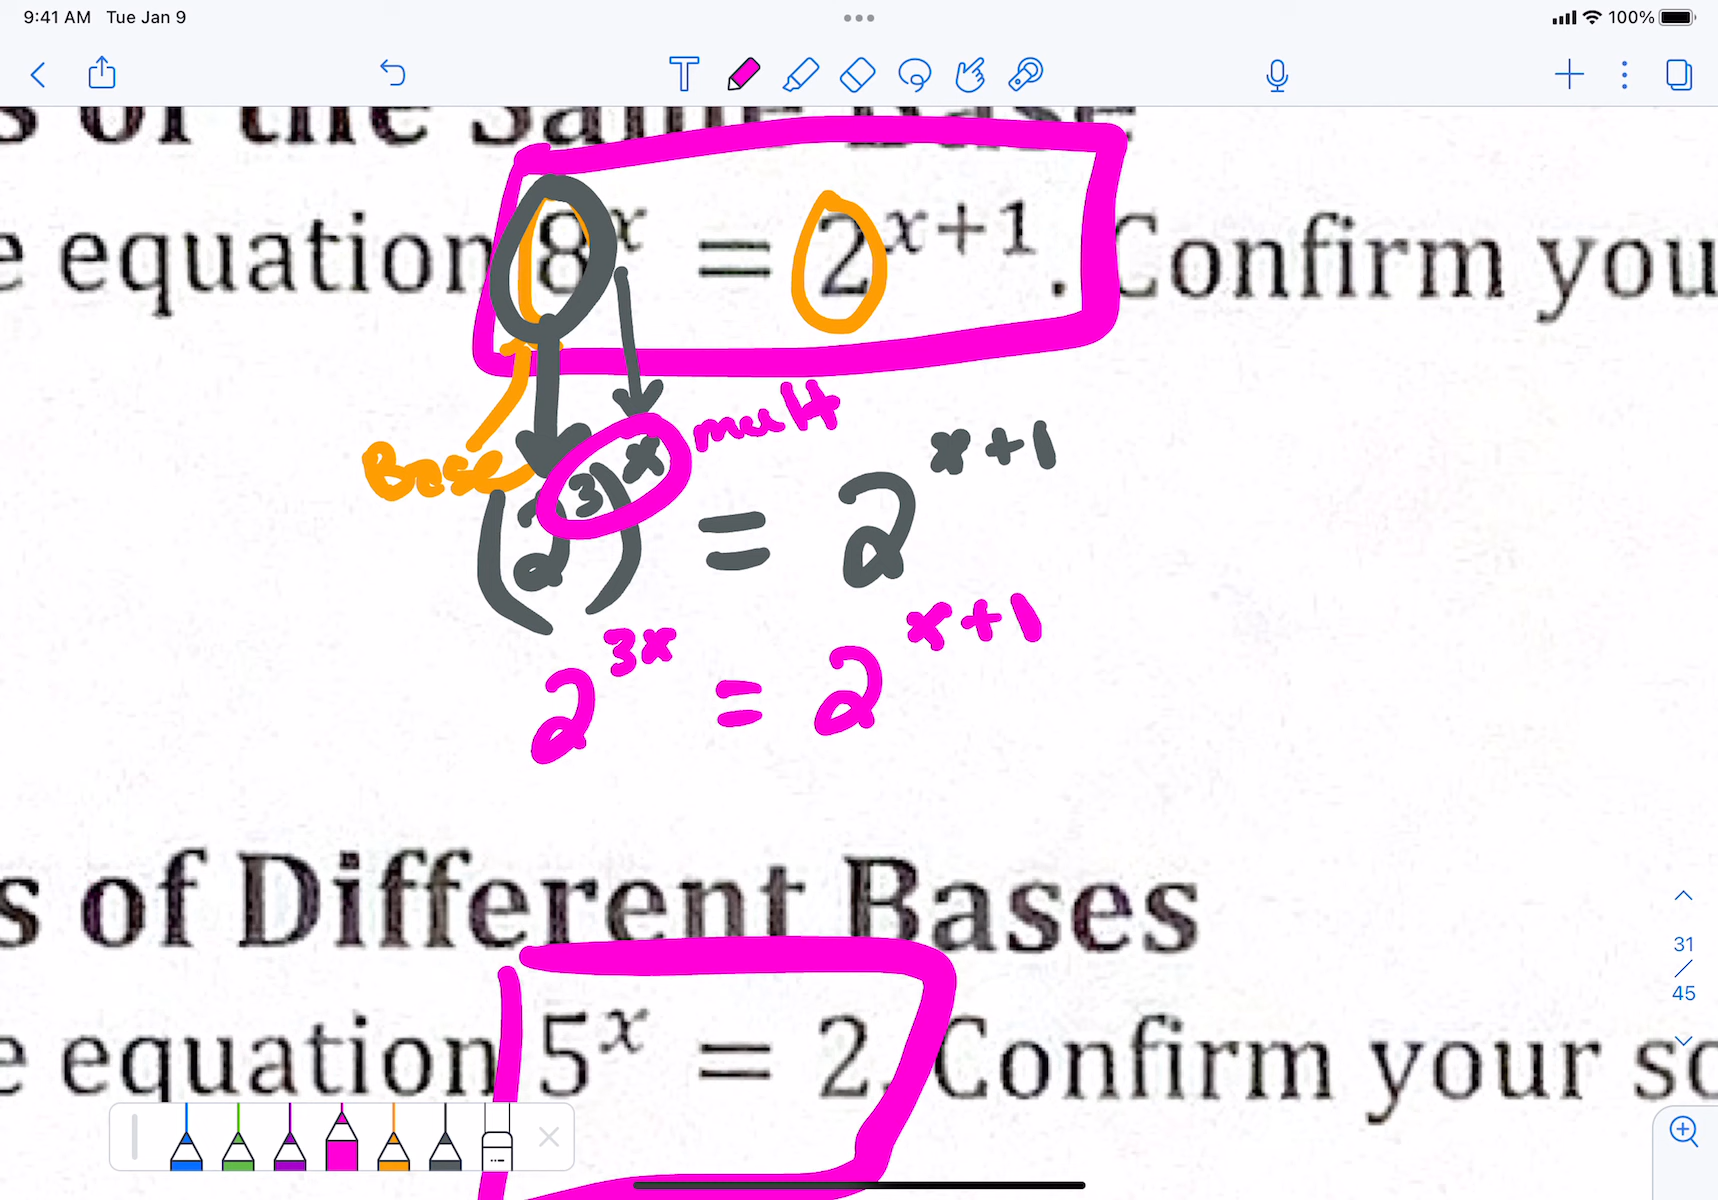 9:41 AM Tue Jan 9
100%
s of the Same Base
e equation 8^x = 2^{x+1}. Confirm you
mult
Base
(2^3)^x = 2^{x+1}
2^{3x} = 2^{x+1}
s of Different Bases
31
/
45
e equation 5^x = 2. Confirm your so